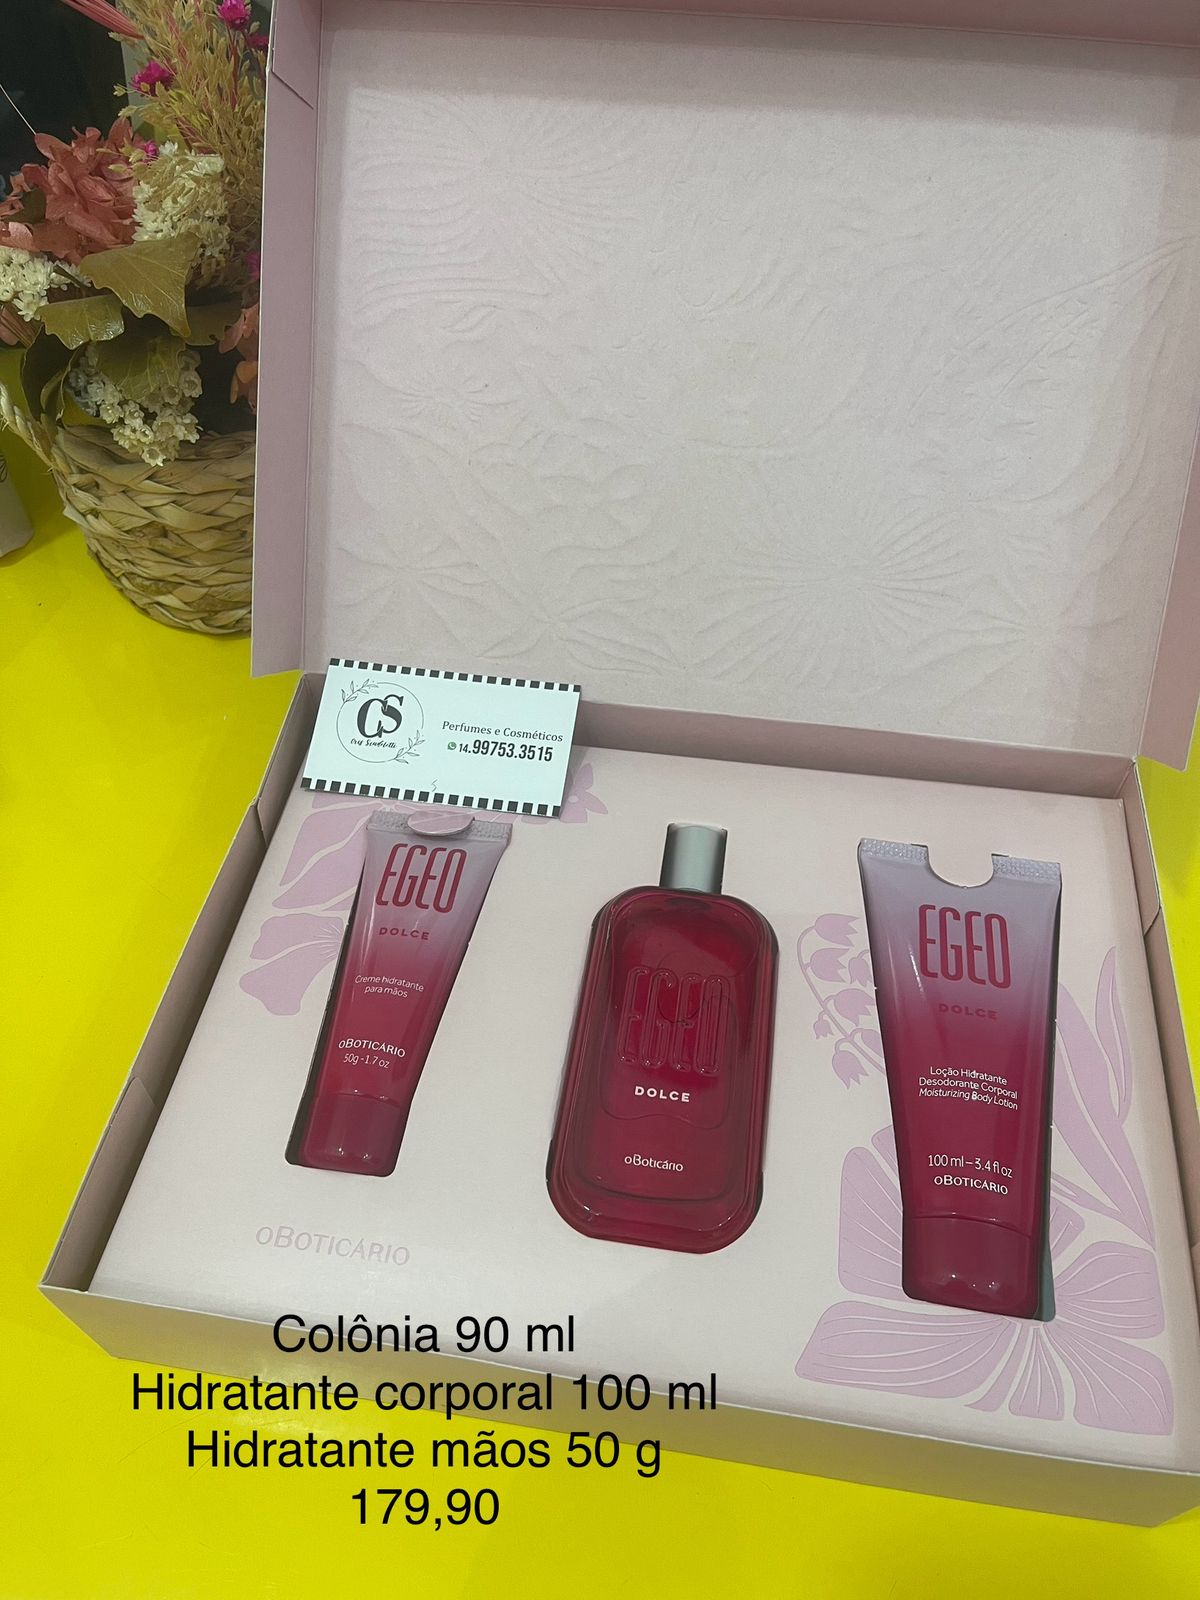 CS
Perfumes e Cosméticos
14.99753.3515
EGEO
DOLCE
Creme hidratante
para mãos
oBOTICÁRIO
50g - 1.7 oz
EGEO
DOLCE
oBoticário
EGEO
DOLCE
Loção Hidratante
Desodorante Corporal
Moisturizing Body Lotion
100 ml – 3.4 fl oz
oBOTICÁRIO
oBOTICÁRIO
Colônia 90 ml
Hidratante corporal 100 ml
Hidratante mãos 50 g
179,90